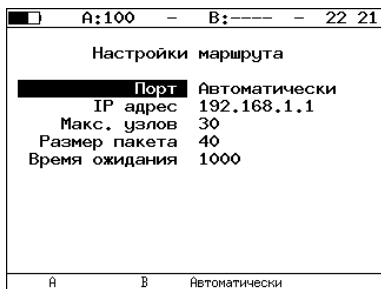 A:100 – B:---- – 22 21
Настройки маршрута
Порт Автоматически
IP адрес 192.168.1.1
Макс. узлов 30
Размер пакета 40
Время ожидания 1000
A B Автоматически